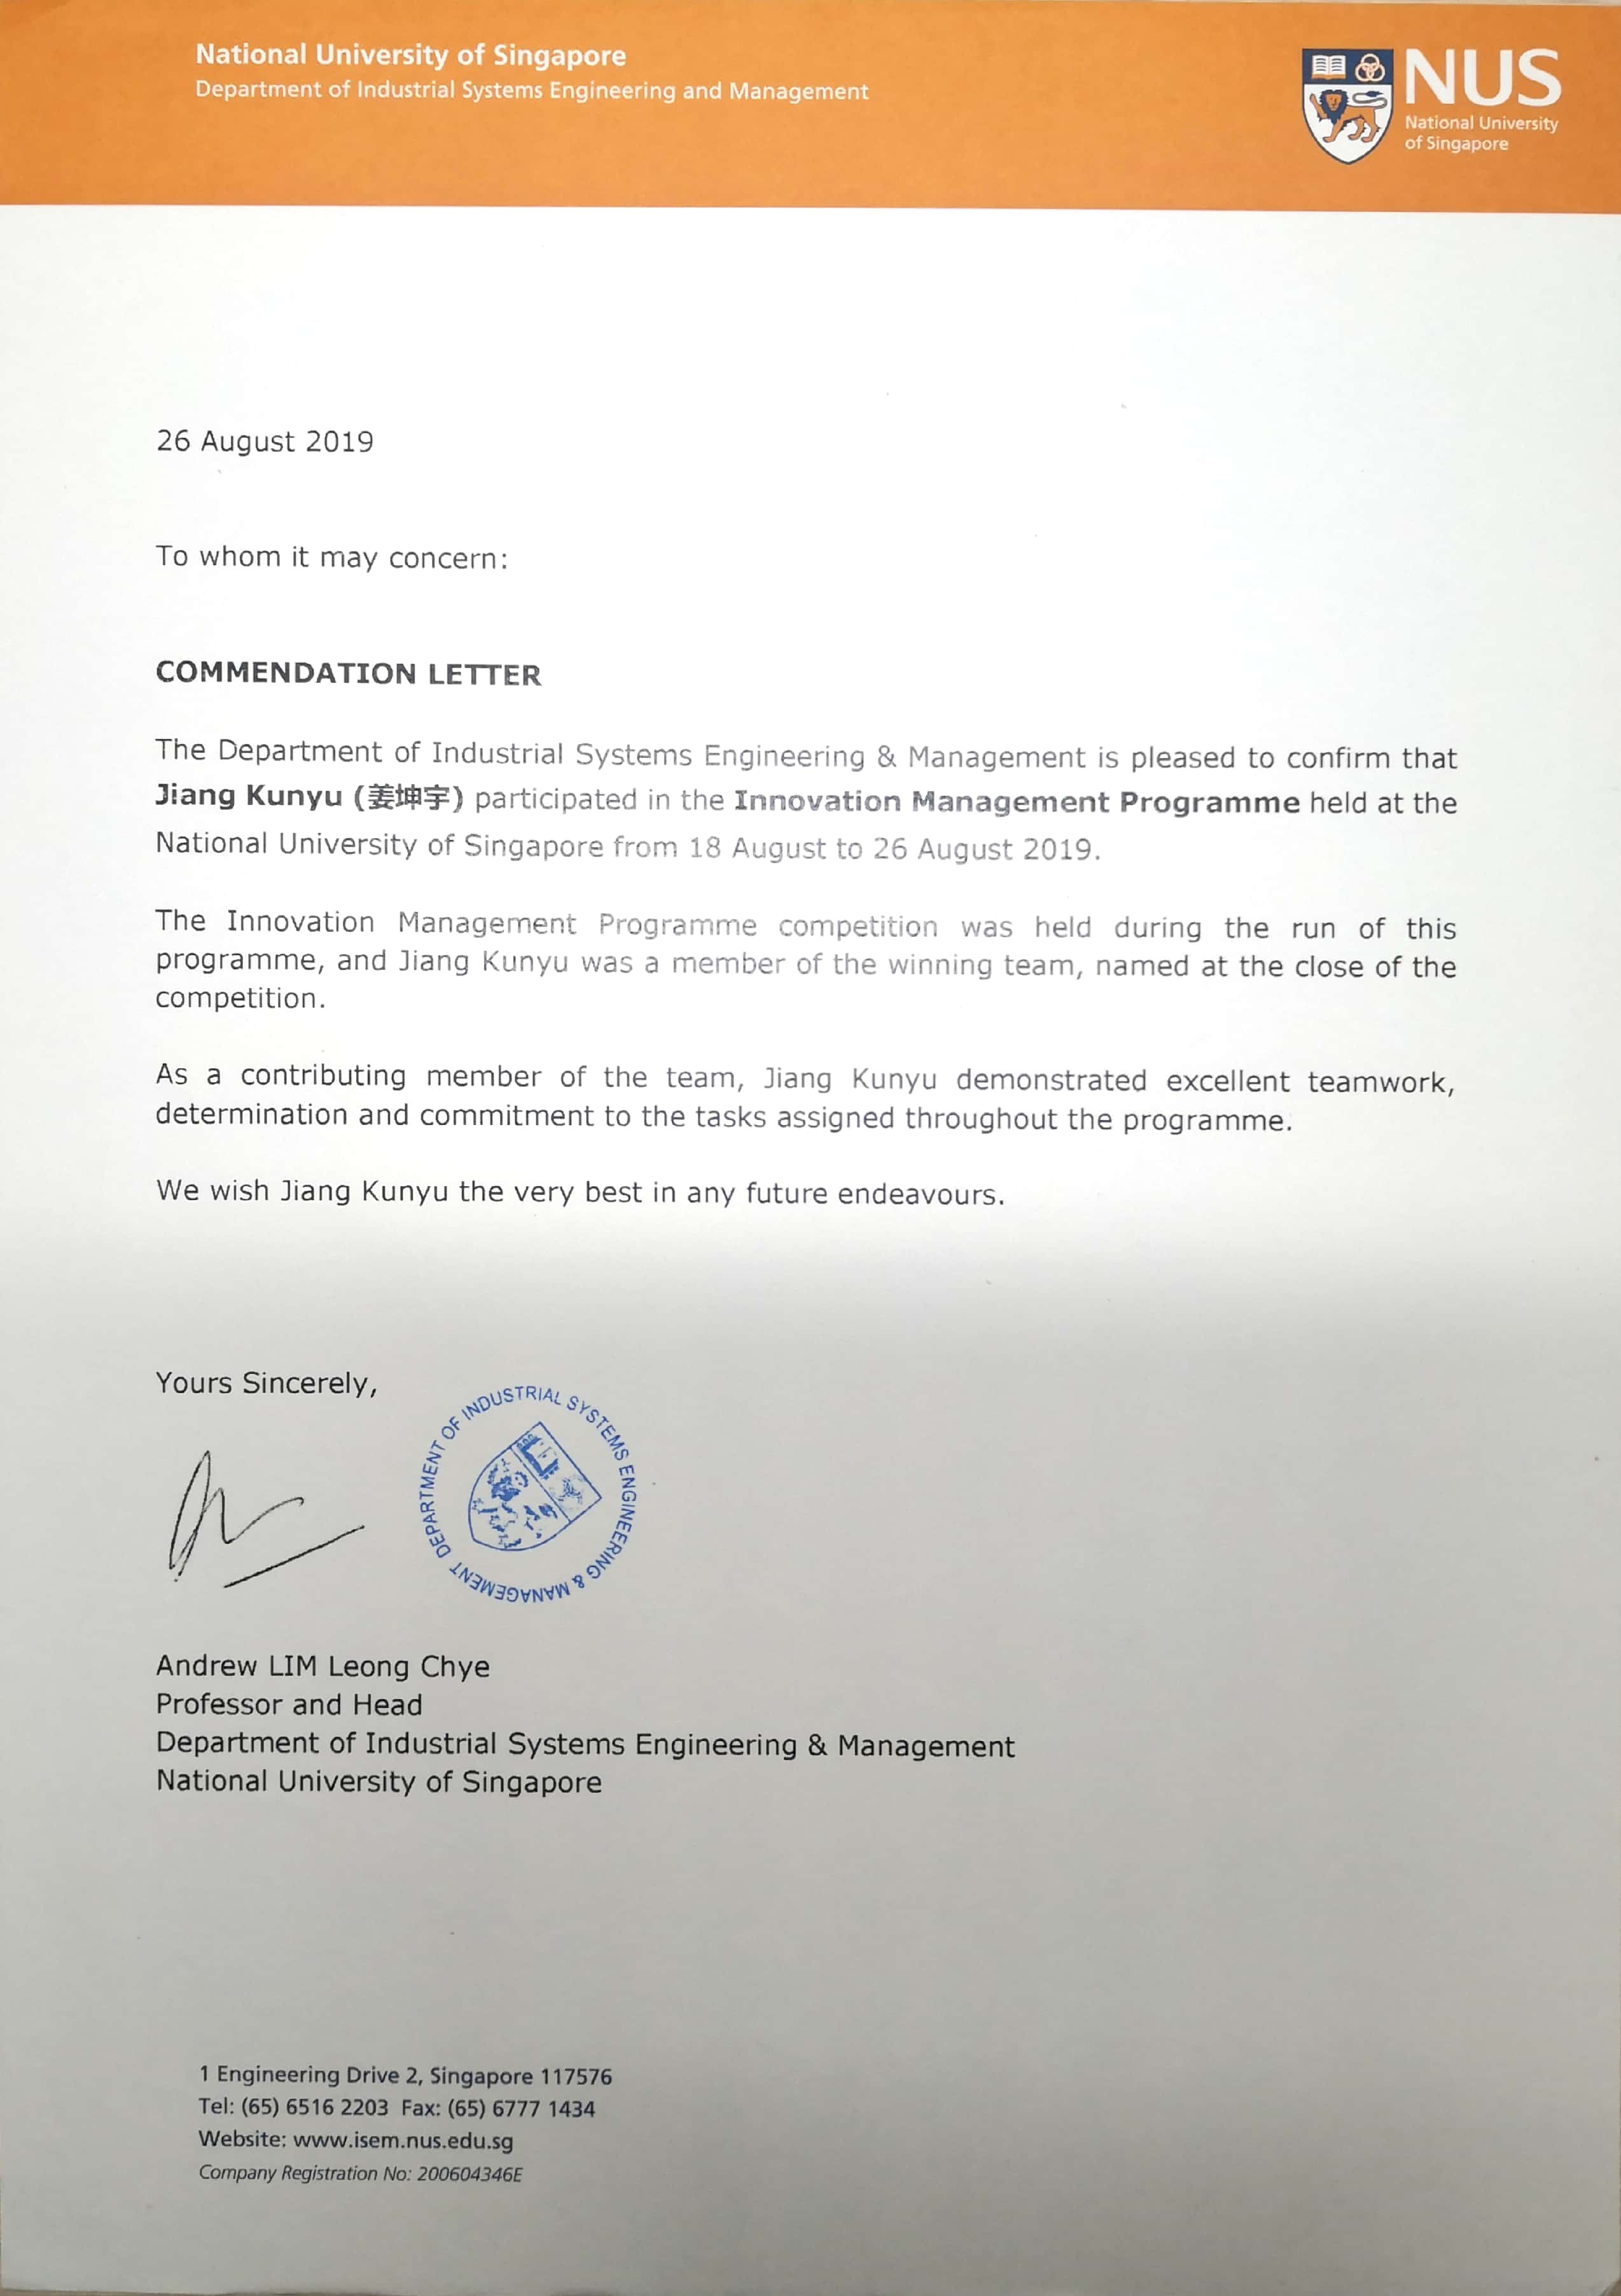 National University of Singapore
Department of Industrial Systems Engineering and Management
NUS
National University
of Singapore
26 August 2019
To whom it may concern:
COMMENDATION LETTER
The Department of Industrial Systems Engineering & Management is pleased to confirm that
Jiang Kunyu (姜坤宇) participated in the Innovation Management Programme held at the
National University of Singapore from 18 August to 26 August 2019.
The Innovation Management Programme competition was held during the run of this
programme, and Jiang Kunyu was a member of the winning team, named at the close of the
competition.
As a contributing member of the team, Jiang Kunyu demonstrated excellent teamwork,
determination and commitment to the tasks assigned throughout the programme.
We wish Jiang Kunyu the very best in any future endeavours.
Yours Sincerely,
DEPARTMENT OF INDUSTRIAL SYSTEMS ENGINEERING & MANAGEMENT
Andrew LIM Leong Chye
Professor and Head
Department of Industrial Systems Engineering & Management
National University of Singapore
1 Engineering Drive 2, Singapore 117576
Tel: (65) 6516 2203 Fax: (65) 6777 1434
Website: www.isem.nus.edu.sg
Company Registration No: 200604346E